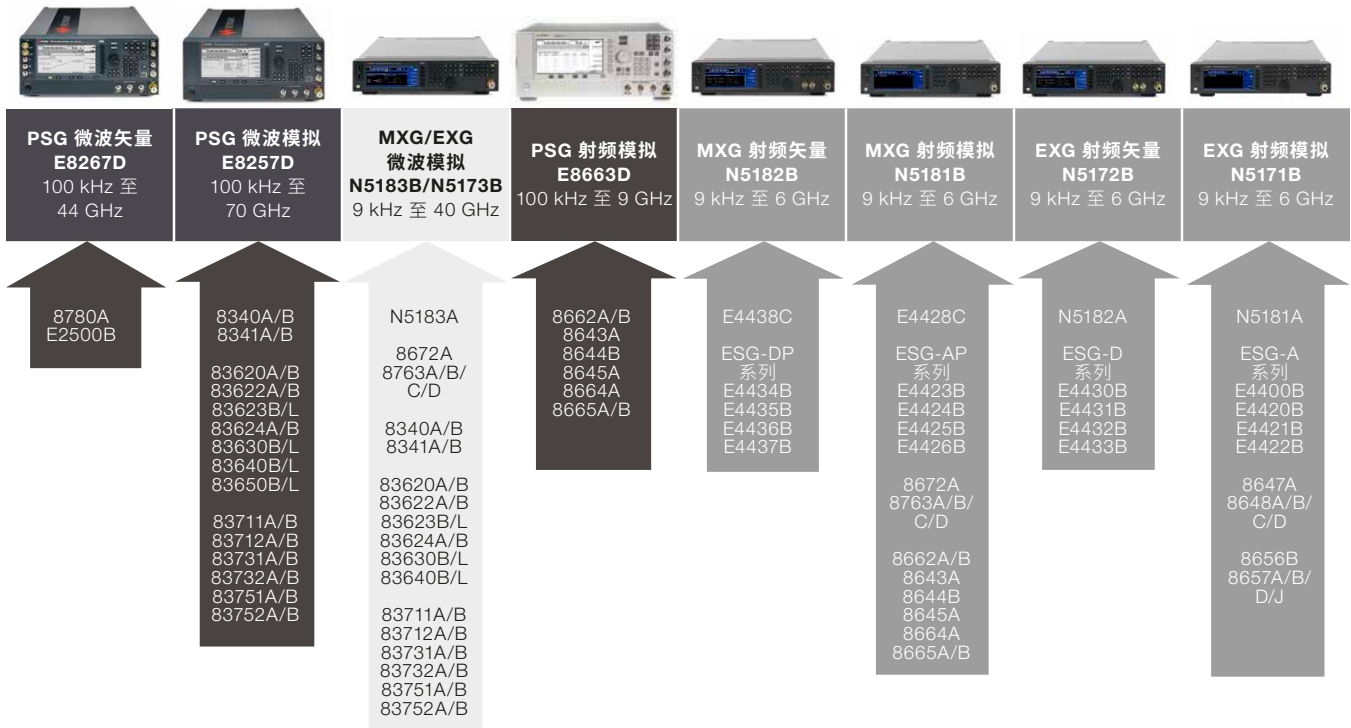 PSG 微波矢量
E8267D
100 kHz 至
44 GHz
PSG 微波模拟
E8257D
100 kHz 至
70 GHz
MXG/EXG
微波模拟
N5183B/N5173B
9 kHz 至 40 GHz
PSG 射频模拟
E8663D
100 kHz 至 9 GHz
MXG 射频矢量
N5182B
9 kHz 至 6 GHz
MXG 射频模拟
N5181B
9 kHz 至 6 GHz
EXG 射频矢量
N5172B
9 kHz 至 6 GHz
EXG 射频模拟
N5171B
9 kHz 至 6 GHz
8780A
E2500B
8340A/B
8341A/B
83620A/B
83622A/B
83623B/L
83624A/B
83630B/L
83640B/L
83650B/L
83711A/B
83712A/B
83731A/B
83732A/B
83751A/B
83752A/B
N5183A
8672A
8763A/B/
C/D
8340A/B
8341A/B
83620A/B
83622A/B
83623B/L
83624A/B
83630B/L
83640B/L
83711A/B
83712A/B
83731A/B
83732A/B
83751A/B
83752A/B
8662A/B
8643A
8644B
8645A
8664A
8665A/B
E4438C
ESG-DP
系列
E4434B
E4435B
E4436B
E4437B
E4428C
ESG-AP
系列
E4423B
E4424B
E4425B
E4426B
8672A
8763A/B/
C/D
8662A/B
8643A
8644B
8645A
8664A
8665A/B
N5182A
ESG-D
系列
E4430B
E4431B
E4432B
E4433B
N5181A
ESG-A
系列
E4400B
E4420B
E4421B
E4422B
8647A
8648A/B/
C/D
8656B
8657A/B/
D/J